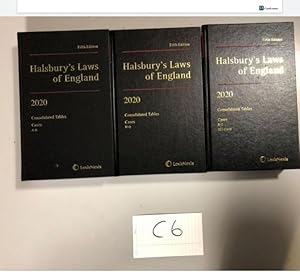 Fifth Edition
Halsbury's Laws
of England
2020
Consolidated Tables
Cases
A-K
LexisNexis
Fifth Edition
Halsbury's Laws
of England
2020
Consolidated Tables
Cases
LexisNexis
Fifth Edition
Halsbury's Laws
of England
2020
Consolidated Tables
Cases
LexisNexis
C6